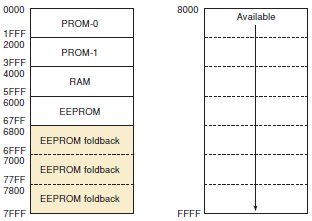 0000
PROM-0
1FFF
2000
PROM-1
3FFF
4000
RAM
5FFF
6000
EEPROM
67FF
6800
EEPROM foldback
6FFF
7000
EEPROM foldback
77FF
7800
EEPROM foldback
7FFF
8000
Available
FFFF